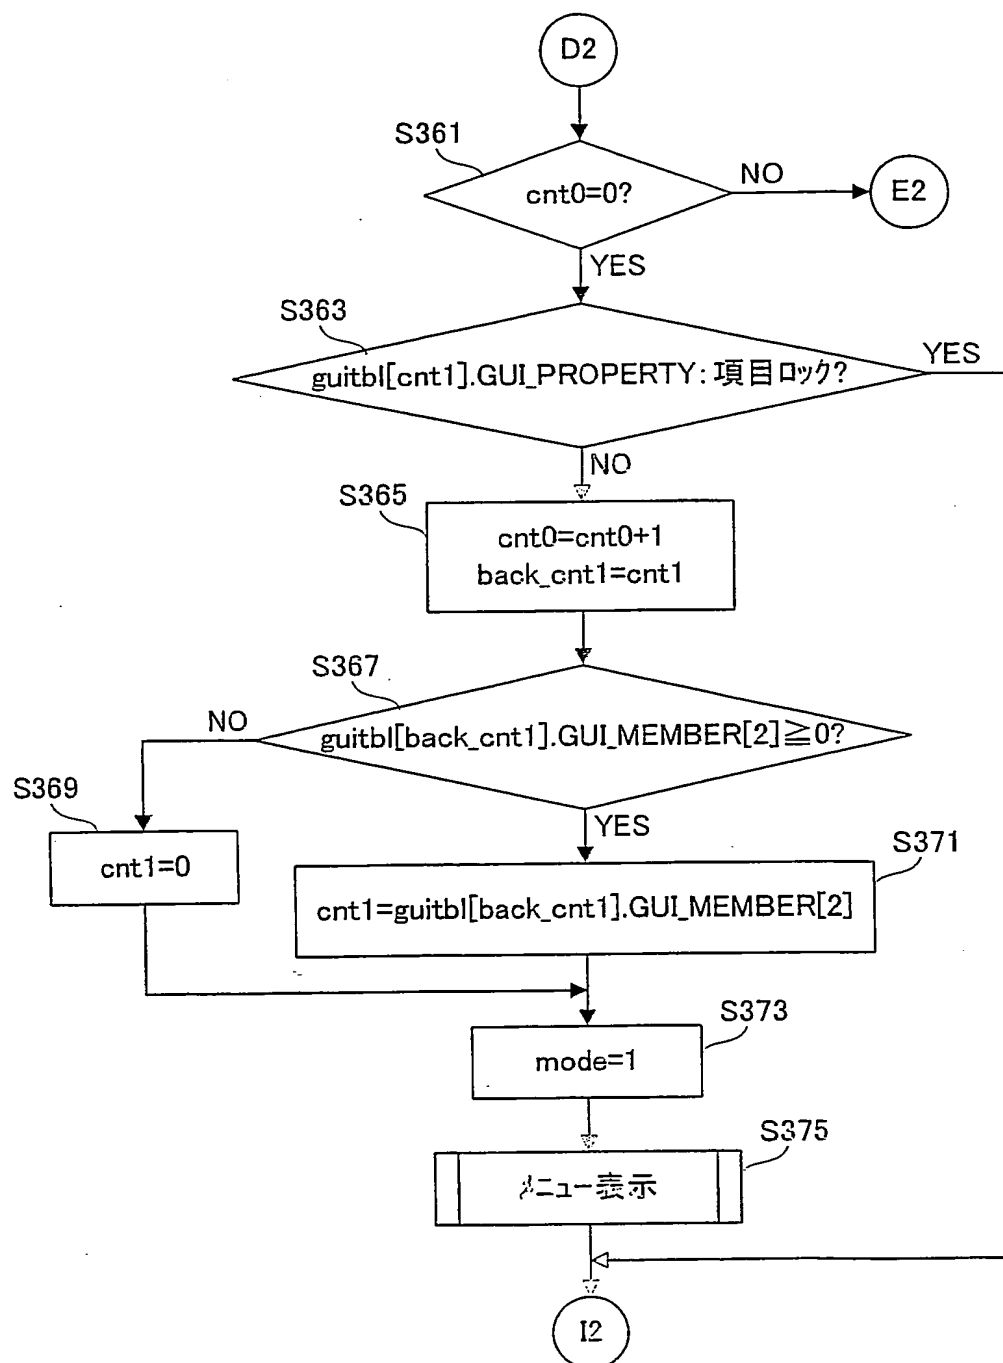 D2
S361
cnt0=0?
NO
E2
YES
S363
guitbl[cnt1].GUI_PROPERTY:項目ロック?
YES
NO
S365
cnt0=cnt0+1
back_cnt1=cnt1
S367
NO
guitbl[back_cnt1].GUI_MEMBER[2]≧0?
S369
YES
cnt1=0
S371
cnt1=guitbl[back_cnt1].GUI_MEMBER[2]
S373
mode=1
S375
メニュー表示
I2